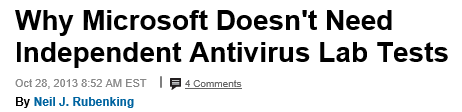 Why Microsoft Doesn't Need
Independent Antivirus Lab Tests
Oct 28, 2013 8:52 AM EST | 4 Comments
By Neil J. Rubenking